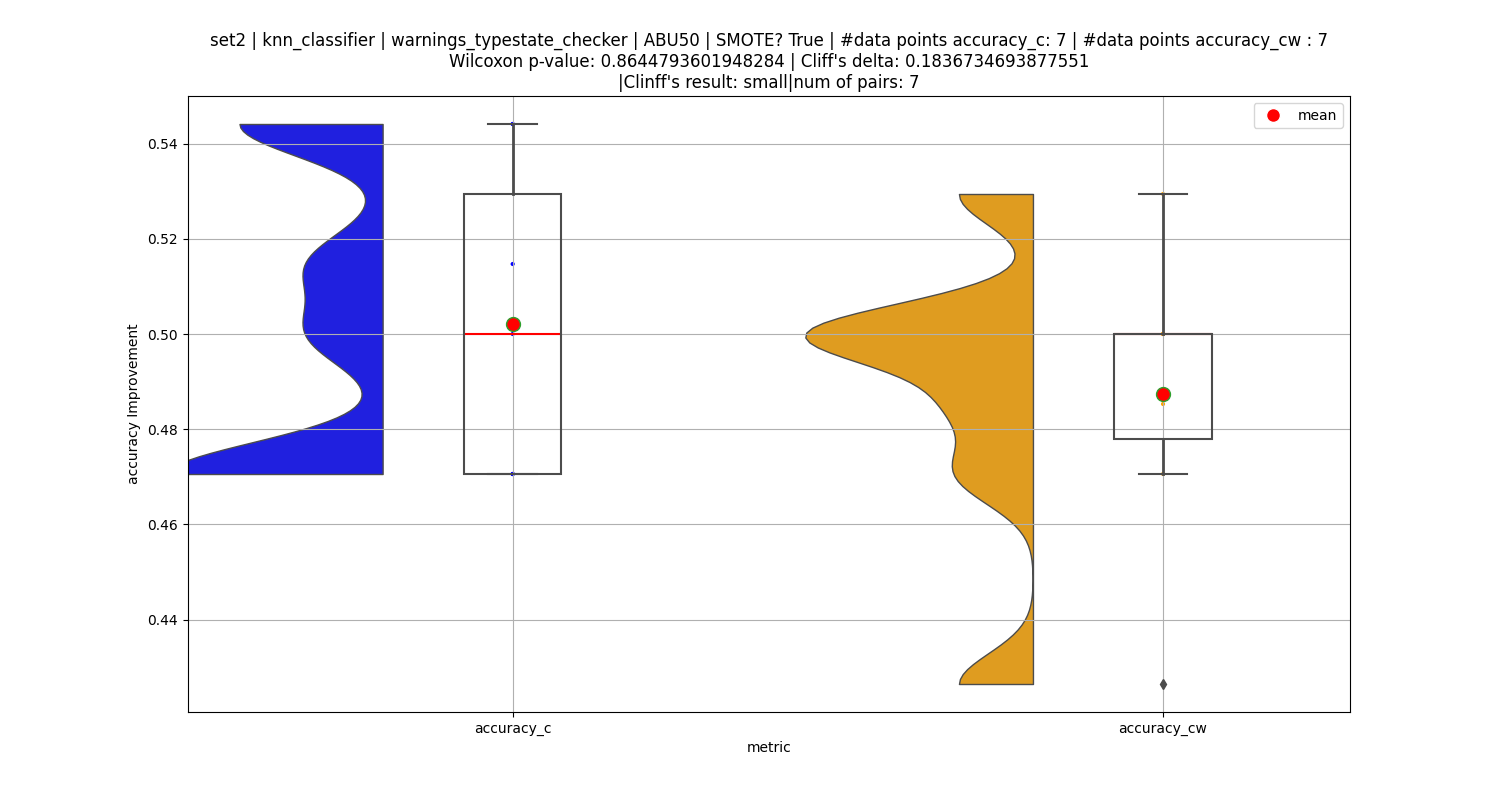 set2 | knn_classifier | warnings_typestate_checker | ABU50 | SMOTE? True | #data points accuracy_c: 7 | #data points accuracy_cw : 7
Wilcoxon p-value: 0.8644793601948284 | Cliff's delta: 0.1836734693877551
|Clinff's result: small|num of pairs: 7
mean
0.54
0.52
0.50
0.48
0.46
0.44
accuracy Improvement
accuracy_c
accuracy_cw
metric